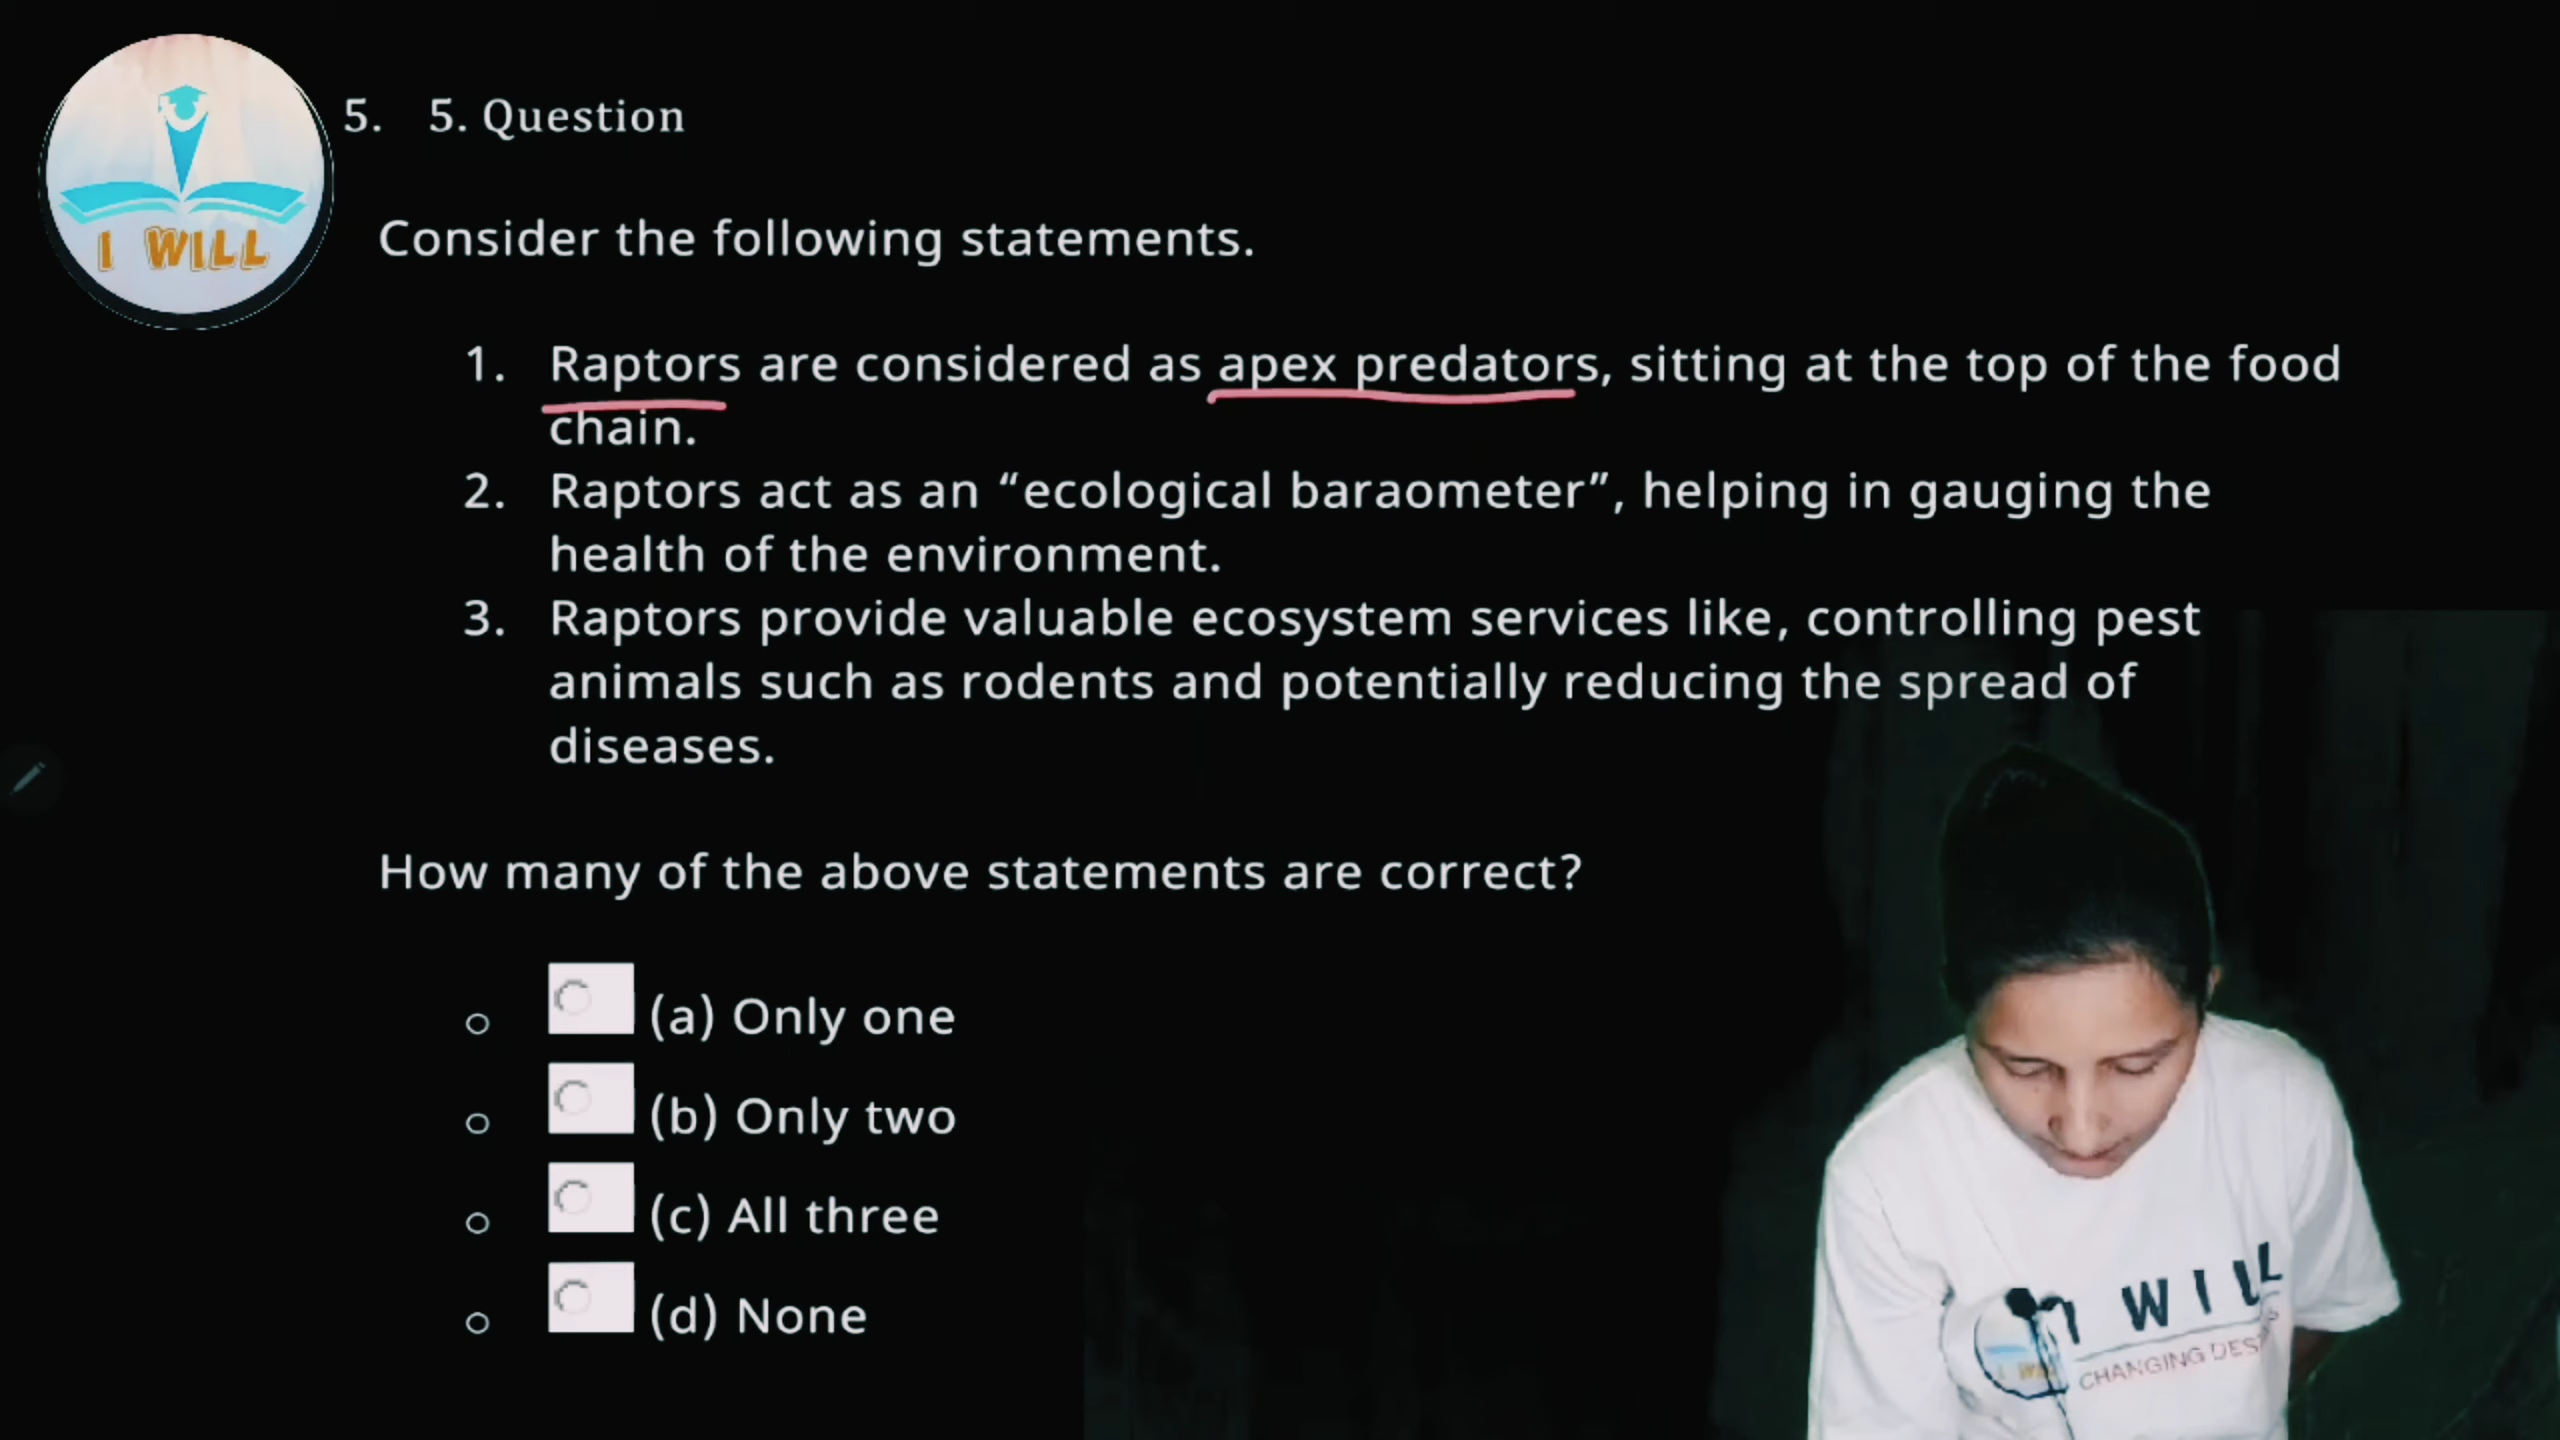 I WILL
5. 5. Question
Consider the following statements.
1. Raptors are considered as apex predators, sitting at the top of the food
chain.
2. Raptors act as an “ecological baraometer”, helping in gauging the
health of the environment.
3. Raptors provide valuable ecosystem services like, controlling pest
animals such as rodents and potentially reducing the spread of
diseases.
How many of the above statements are correct?
(a) Only one
(b) Only two
(c) All three
(d) None
I WILL
CHANGING